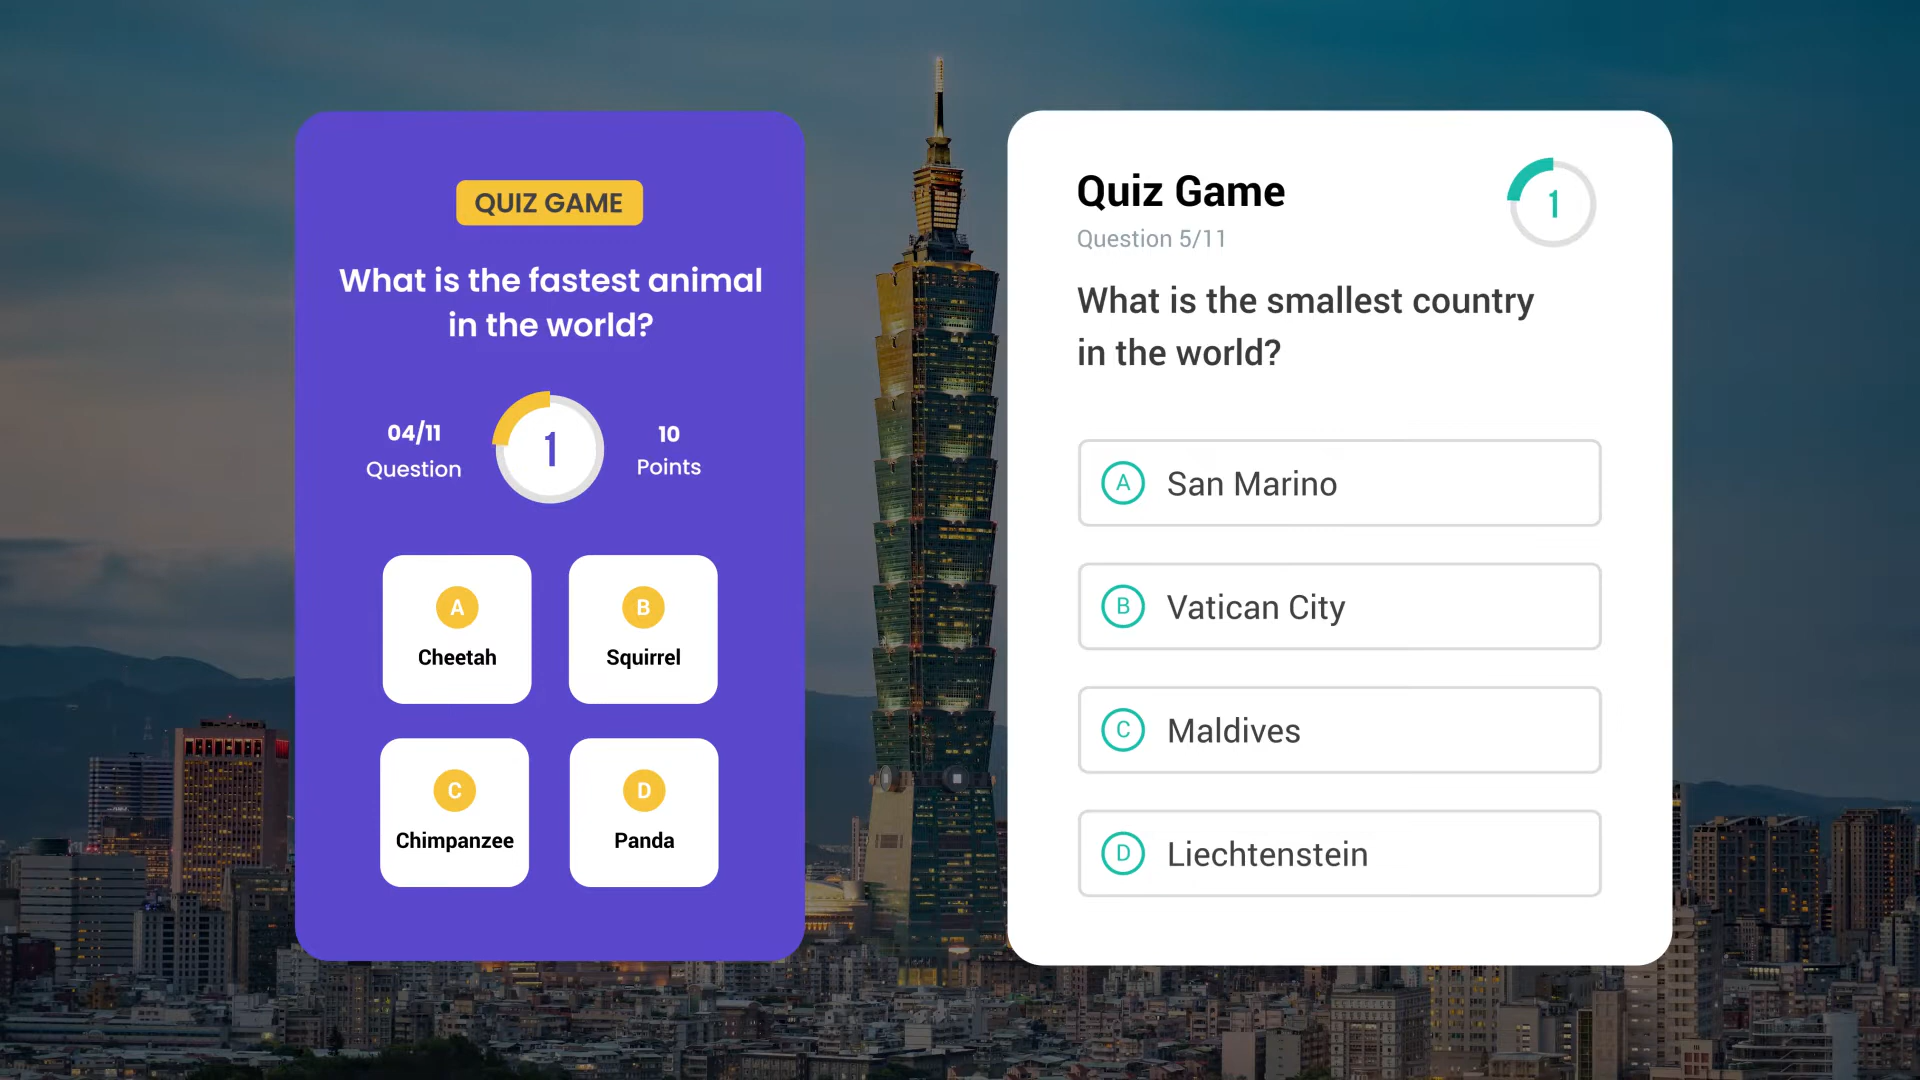 QUIZ GAME
What is the fastest animal
in the world?
04/11
Question
1
10
Points
A
Cheetah
B
Squirrel
C
Chimpanzee
D
Panda
Quiz Game
Question 5/11
1
What is the smallest country
in the world?
A San Marino
B Vatican City
C Maldives
D Liechtenstein